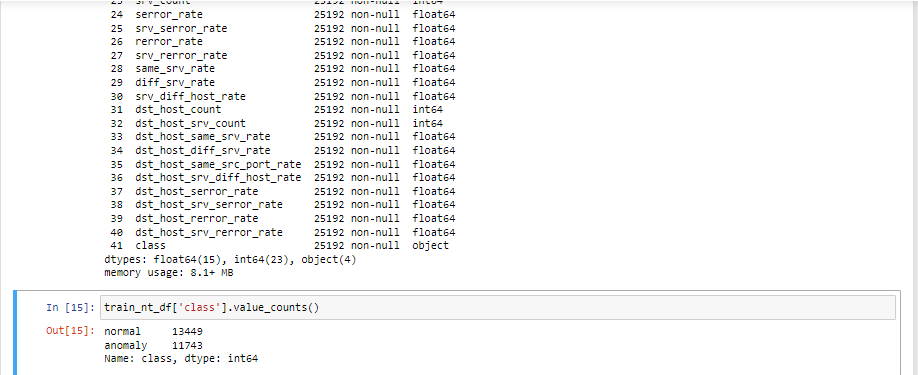 23 srv_count 25192 non-null int64
24 serror_rate 25192 non-null float64
25 srv_serror_rate 25192 non-null float64
26 rerror_rate 25192 non-null float64
27 srv_rerror_rate 25192 non-null float64
28 same_srv_rate 25192 non-null float64
29 diff_srv_rate 25192 non-null float64
30 srv_diff_host_rate 25192 non-null float64
31 dst_host_count 25192 non-null int64
32 dst_host_srv_count 25192 non-null int64
33 dst_host_same_srv_rate 25192 non-null float64
34 dst_host_diff_srv_rate 25192 non-null float64
35 dst_host_same_src_port_rate 25192 non-null float64
36 dst_host_srv_diff_host_rate 25192 non-null float64
37 dst_host_serror_rate 25192 non-null float64
38 dst_host_srv_serror_rate 25192 non-null float64
39 dst_host_rerror_rate 25192 non-null float64
40 dst_host_srv_rerror_rate 25192 non-null float64
41 class 25192 non-null object
dtypes: float64(15), int64(23), object(4)
memory usage: 8.1+ MB
In [15]: train_nt_df['class'].value_counts()
Out[15]: normal 13449
anomaly 11743
Name: class, dtype: int64